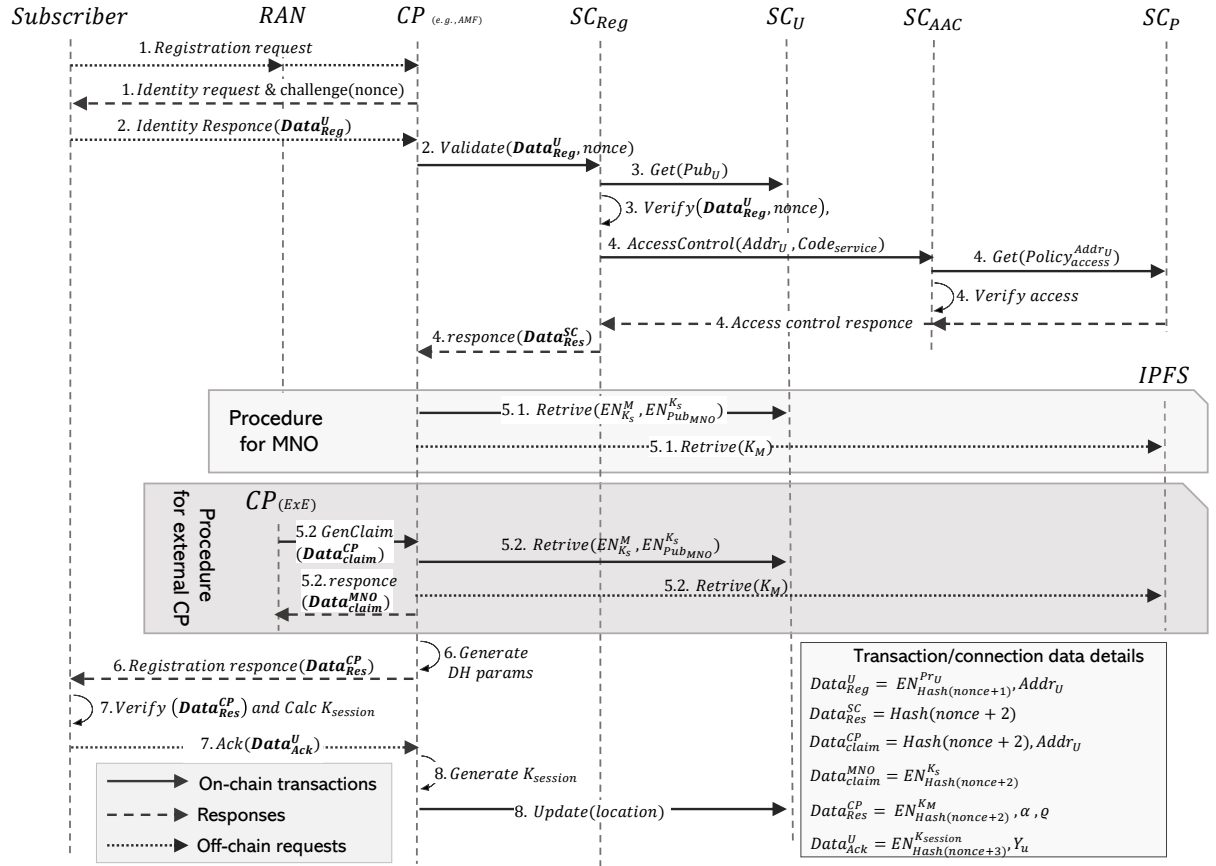 Subscriber RAN CP (e.g., AMF) SC_Reg SC_U SC_AAC SC_P
1. Registration request
1. Identity request & challenge(nonce)
2. Identity Responce(Data^U_Reg)
2. Validate(Data^U_Reg, nonce)
3. Get(Pub_U)
3. Verify(Data^U_Reg, nonce),
4. AccessControl(Addr_U, Code_service)
4. Get(Policy^Addr_U_access)
4. Verify access
4. Access control responce
4. responce(Data^SC_Res)
IPFS
Procedure
for MNO
5.1. Retrive(EN^M_K_s, EN^K_s_Pub_MNO)
5.1. Retrive(K_M)
Procedure
for external CP
CP (ExE)
5.2 GenClaim
(Data^CP_claim)
5.2. Retrive(EN^M_K_s, EN^K_s_Pub_MNO)
5.2. responce
(Data^MNO_claim)
5.2. Retrive(K_M)
6. Generate
DH params
6. Registration responce(Data^CP_Res)
7. Verify (Data^CP_Res) and Calc K_session
7. Ack(Data^U_Ack)
8. Generate K_session
8. Update(location)
On-chain transactions
Responses
Off-chain requests
Transaction/connection data details
Data^U_Reg = EN^Pr_U_Hash(nonce+1), Addr_U
Data^SC_Res = Hash(nonce + 2)
Data^CP_claim = Hash(nonce + 2), Addr_U
Data^MNO_claim = EN^K_s_Hash(nonce+2)
Data^CP_Res = EN^K_M_Hash(nonce+2), α, ϱ
Data^U_Ack = EN^K_session_Hash(nonce+3), Y_u